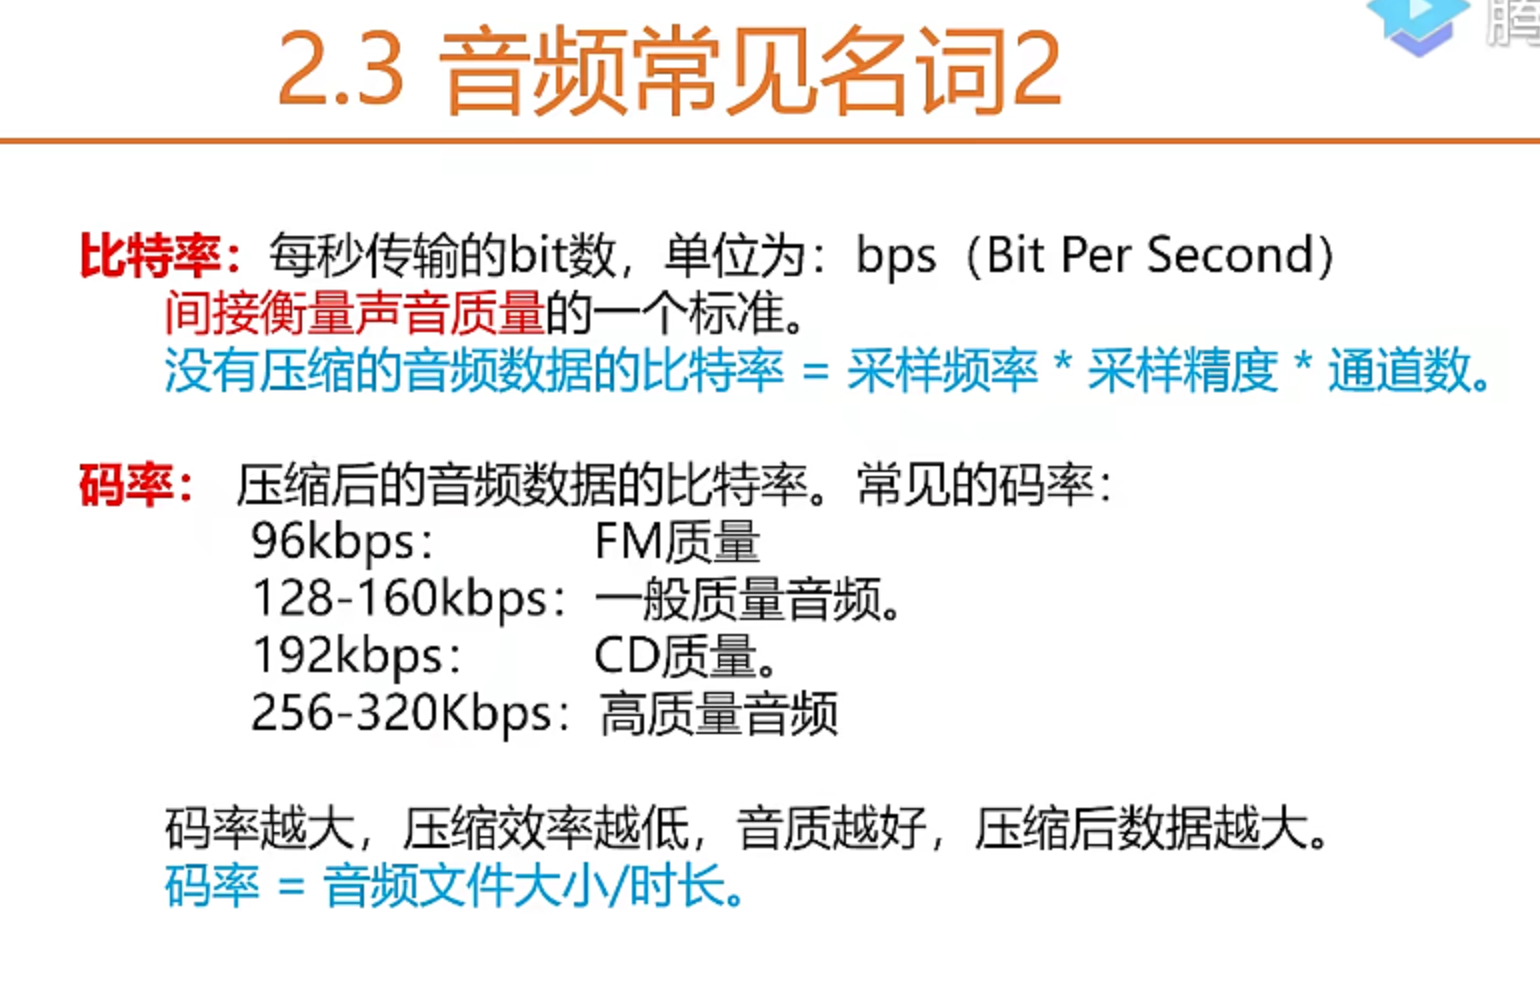 2.3 音频常见名词2
腾
比特率：每秒传输的bit数，单位为：bps（Bit Per Second）
间接衡量声音质量的一个标准。
没有压缩的音频数据的比特率 = 采样频率 * 采样精度 * 通道数。
码率： 压缩后的音频数据的比特率。常见的码率：
96kbps： FM质量
128-160kbps：一般质量音频。
192kbps： CD质量。
256-320Kbps：高质量音频
码率越大，压缩效率越低，音质越好，压缩后数据越大。
码率 = 音频文件大小/时长。